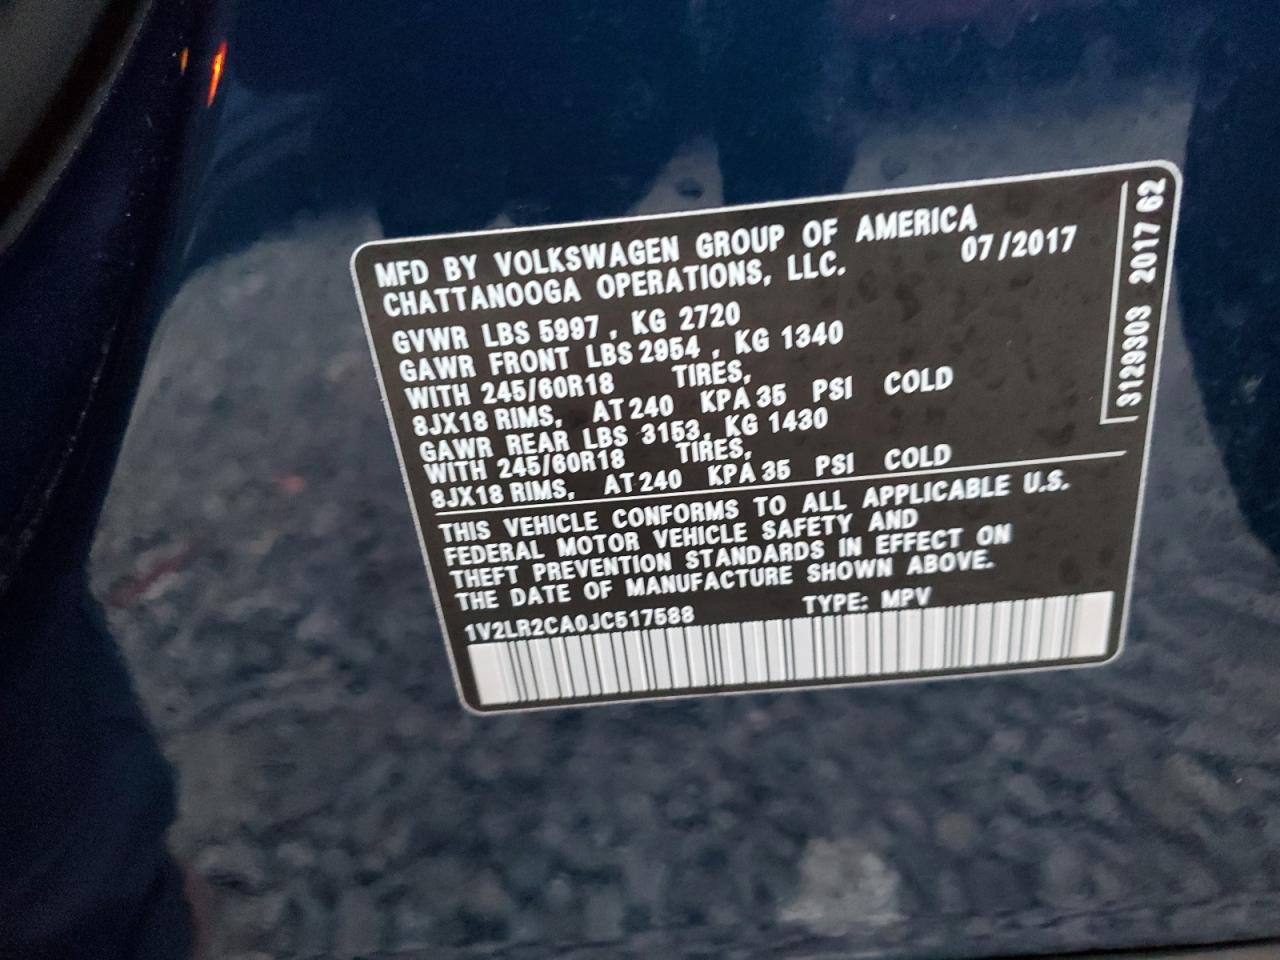 MFD BY VOLKSWAGEN GROUP OF AMERICA
CHATTANOOGA OPERATIONS, LLC. 07/2017
GVWR LBS 5997 , KG 2720
GAWR FRONT LBS 2954 , KG 1340
WITH 245/60R18 TIRES,
8JX18 RIMS, AT 240 KPA 35 PSI COLD
GAWR REAR LBS 3153, KG 1430
WITH 245/60R18 TIRES,
8JX18 RIMS, AT 240 KPA 35 PSI COLD
THIS VEHICLE CONFORMS TO ALL APPLICABLE U.S.
FEDERAL MOTOR VEHICLE SAFETY AND
THEFT PREVENTION STANDARDS IN EFFECT ON
THE DATE OF MANUFACTURE SHOWN ABOVE.
1V2LR2CA0JC517588 TYPE: MPV
3129303 2017 62